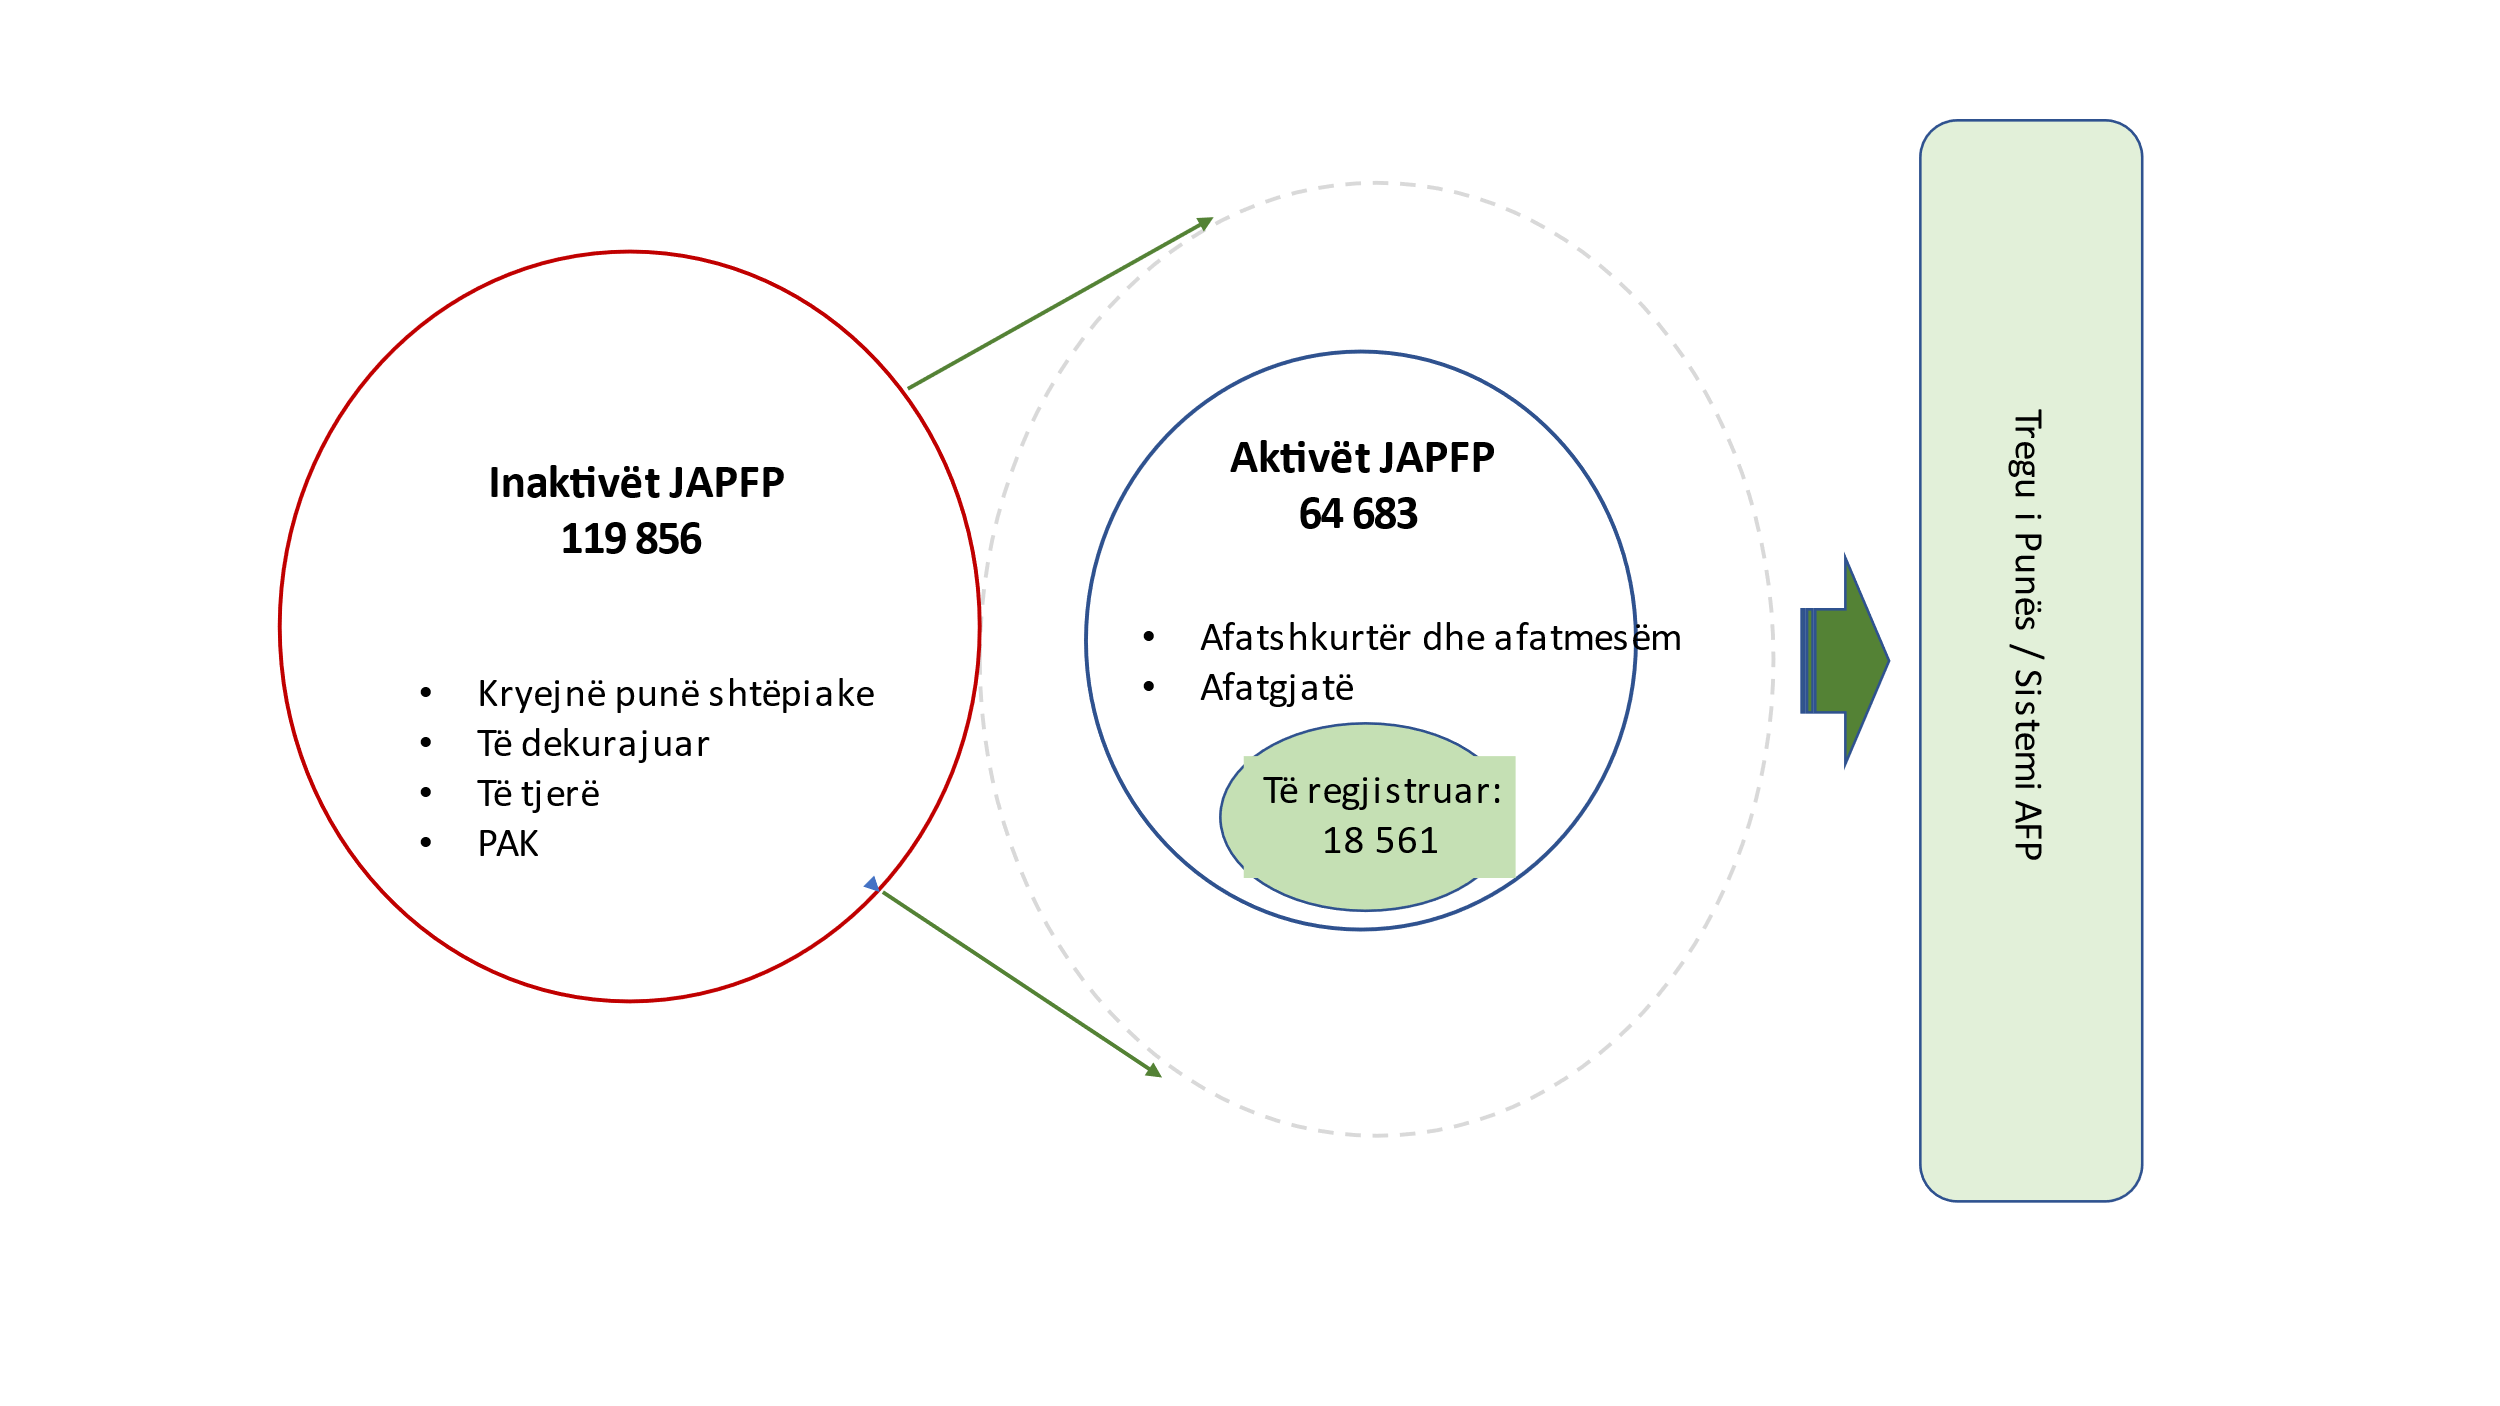 Inaktivët JAPFP
119 856
• Kryejnë punë shtëpiake
• Të dekurajuar
• Të tjerë
• PAK
Aktivët JAPFP
64 683
• Afatshkurtër dhe afatmesëm
• Afatgjatë
Të regjistruar:
18 561
Tregu i Punës / Sistemi AFP